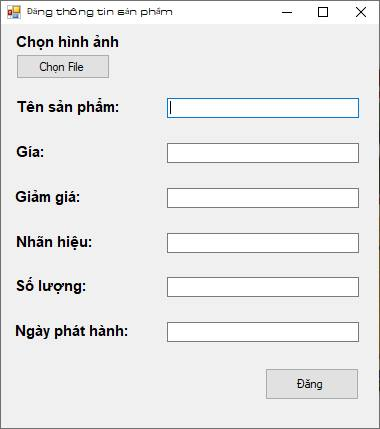 Đăng thông tin sản phẩm
Chọn hình ảnh
Chọn File
Tên sản phẩm:
Gía:
Giảm giá:
Nhãn hiệu:
Số lượng:
Ngày phát hành:
Đăng